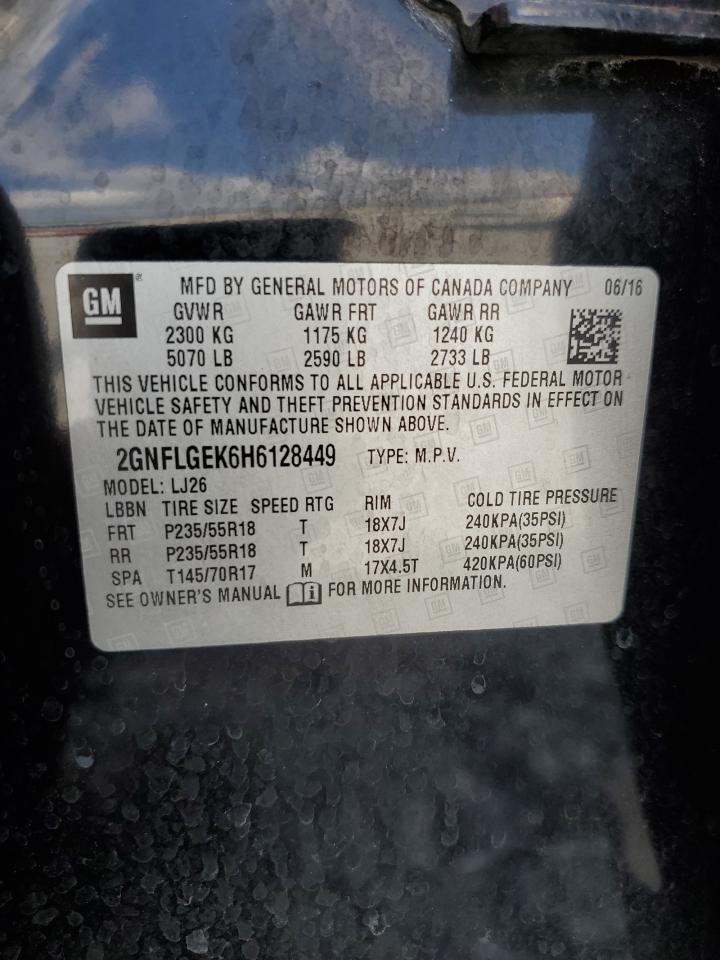 GM ® MFD BY GENERAL MOTORS OF CANADA COMPANY 06/16
GVWR GAWR FRT GAWR RR
2300 KG 1175 KG 1240 KG
5070 LB 2590 LB 2733 LB
THIS VEHICLE CONFORMS TO ALL APPLICABLE U.S. FEDERAL MOTOR
VEHICLE SAFETY AND THEFT PREVENTION STANDARDS IN EFFECT ON
THE DATE OF MANUFACTURE SHOWN ABOVE.
2GNFLGEK6H6128449 TYPE: M.P.V.
MODEL: LJ26
LBBN TIRE SIZE SPEED RTG RIM COLD TIRE PRESSURE
FRT P235/55R18 T 18X7J 240KPA(35PSI)
RR P235/55R18 T 18X7J 240KPA(35PSI)
SPA T145/70R17 M 17X4.5T 420KPA(60PSI)
SEE OWNER'S MANUAL FOR MORE INFORMATION.